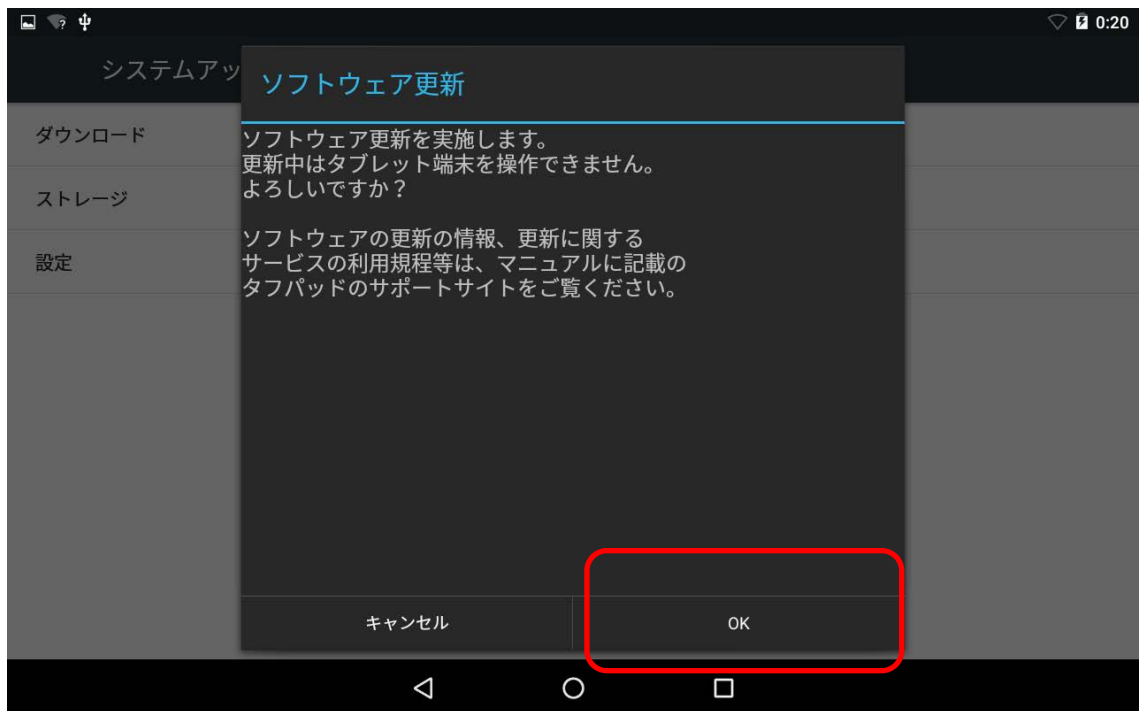 0:20
システムアッ
ソフトウェア更新
ダウンロード
ストレージ
設定
ソフトウェア更新を実施します。
更新中はタブレット端末を操作できません。
よろしいですか？
ソフトウェアの更新の情報、更新に関する
サービスの利用規程等は、マニュアルに記載の
タフパッドのサポートサイトをご覧ください。
キャンセル
OK